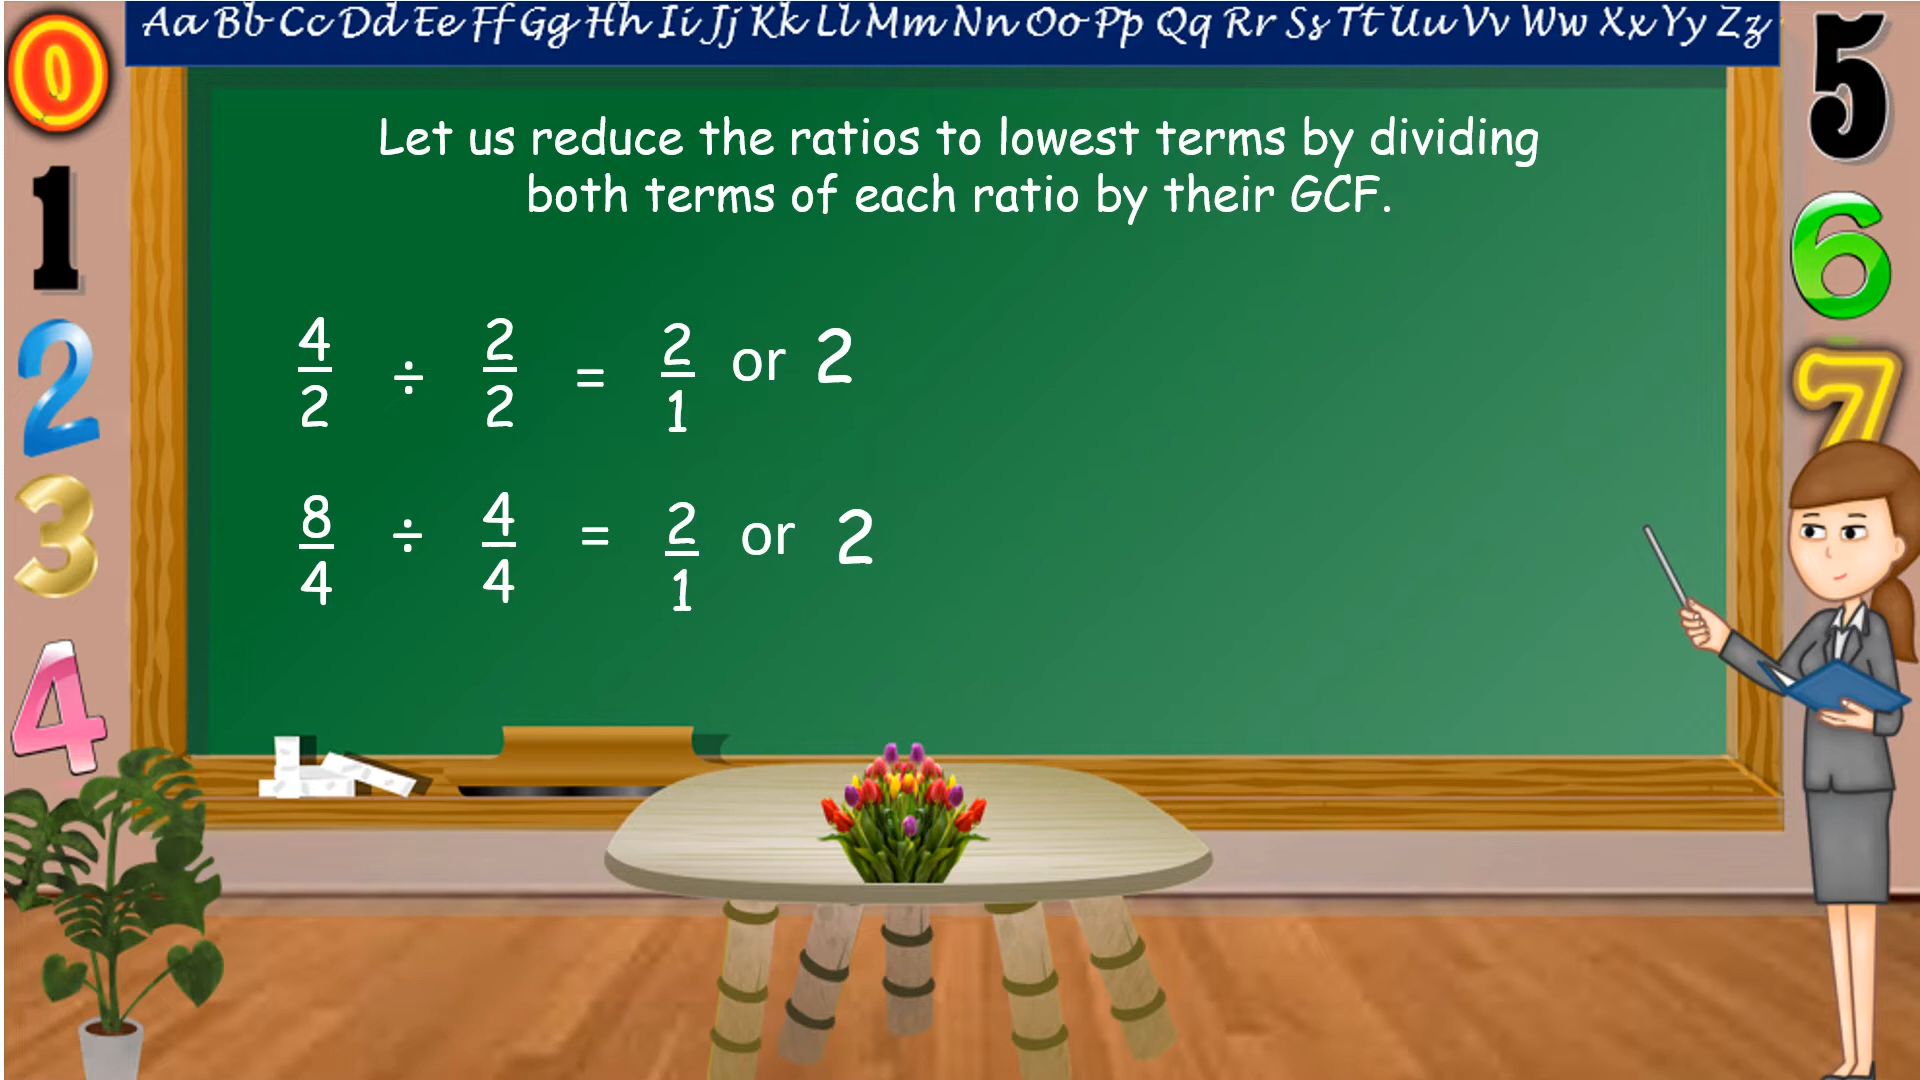 Aa Bb Cc Dd Ee Ff Gg Hh Ii Jj Kk Ll Mm Nn Oo Pp Qq Rr Ss Tt Uu Vv Ww Xx Yy Zz
0
1
2
3
4
Let us reduce the ratios to lowest terms by dividing
both terms of each ratio by their GCF.
4/2 ÷ 2/2 = 2/1 or 2
8/4 ÷ 4/4 = 2/1 or 2
5
6
7